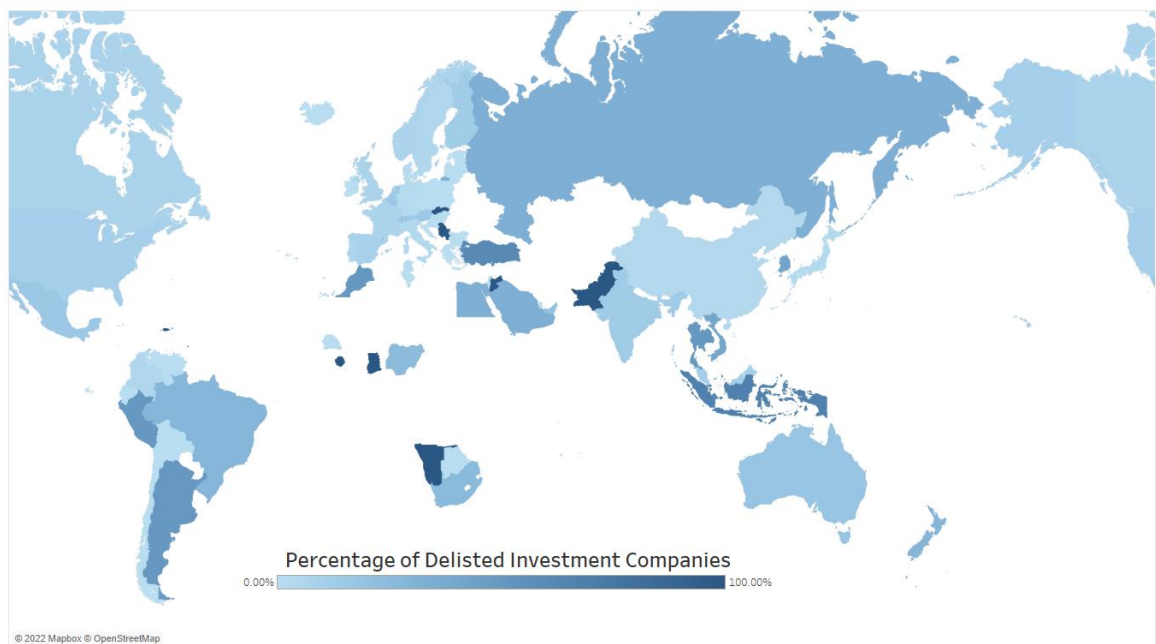 Percentage of Delisted Investment Companies
0.00% 100.00%
© 2022 Mapbox © OpenStreetMap